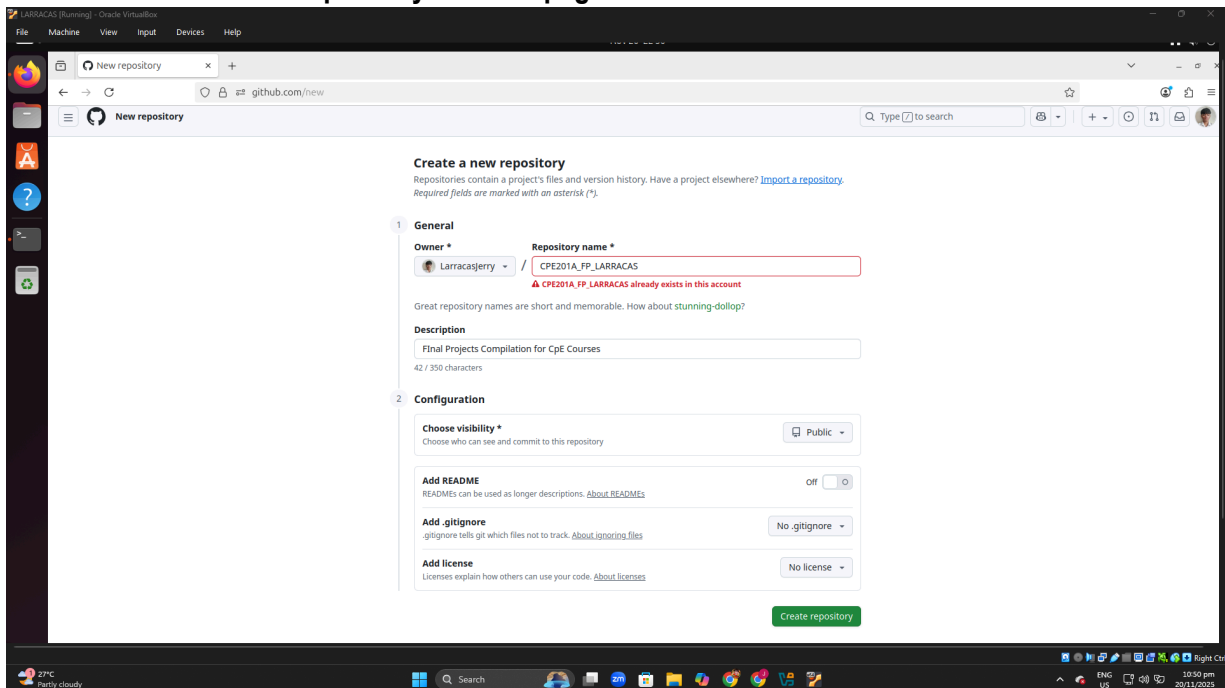 LARRACAS [Running] - Oracle VirtualBox
File Machine View Input Devices Help
New repository
github.com/new
New repository
Type / to search
Create a new repository
Repositories contain a project's files and version history. Have a project elsewhere? Import a repository.
Required fields are marked with an asterisk (*).
1 General
Owner * Repository name *
LarracasJerry / CPE201A_FP_LARRACAS
CPE201A_FP_LARRACAS already exists in this account
Great repository names are short and memorable. How about stunning-dollop?
Description
FInal Projects Compilation for CpE Courses
42 / 350 characters
2 Configuration
Choose visibility *
Public
Choose who can see and commit to this repository
Add README
Off
READMEs can be used as longer descriptions. About READMEs
Add .gitignore
No .gitignore
.gitignore tells git which files not to track. About ignoring files
Add license
No license
Licenses explain how others can use your code. About licenses
Create repository
Right Ctrl
27°C
Partly cloudy
Search
zm
ENG
US
10:50 pm
20/11/2025